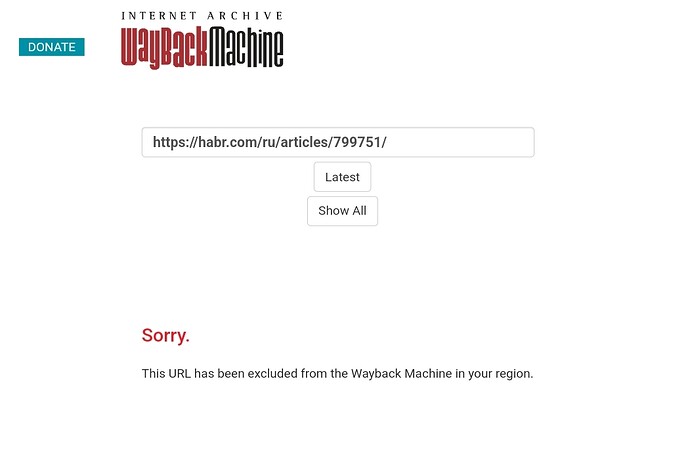 INTERNET ARCHIVE
DONATE
WayBackMachine
https://habr.com/ru/articles/799751/
Latest
Show All
Sorry.
This URL has been excluded from the Wayback Machine in your region.